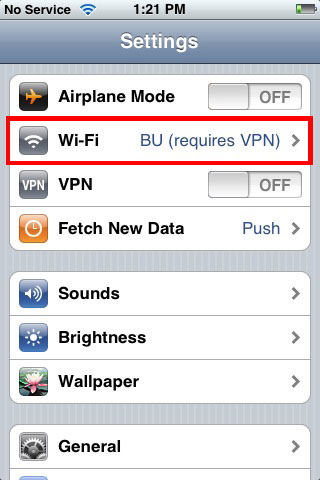 No Service 1:21 PM
Settings
Airplane Mode OFF
Wi-Fi BU (requires VPN)
VPN VPN OFF
Fetch New Data Push
Sounds
Brightness
Wallpaper
General